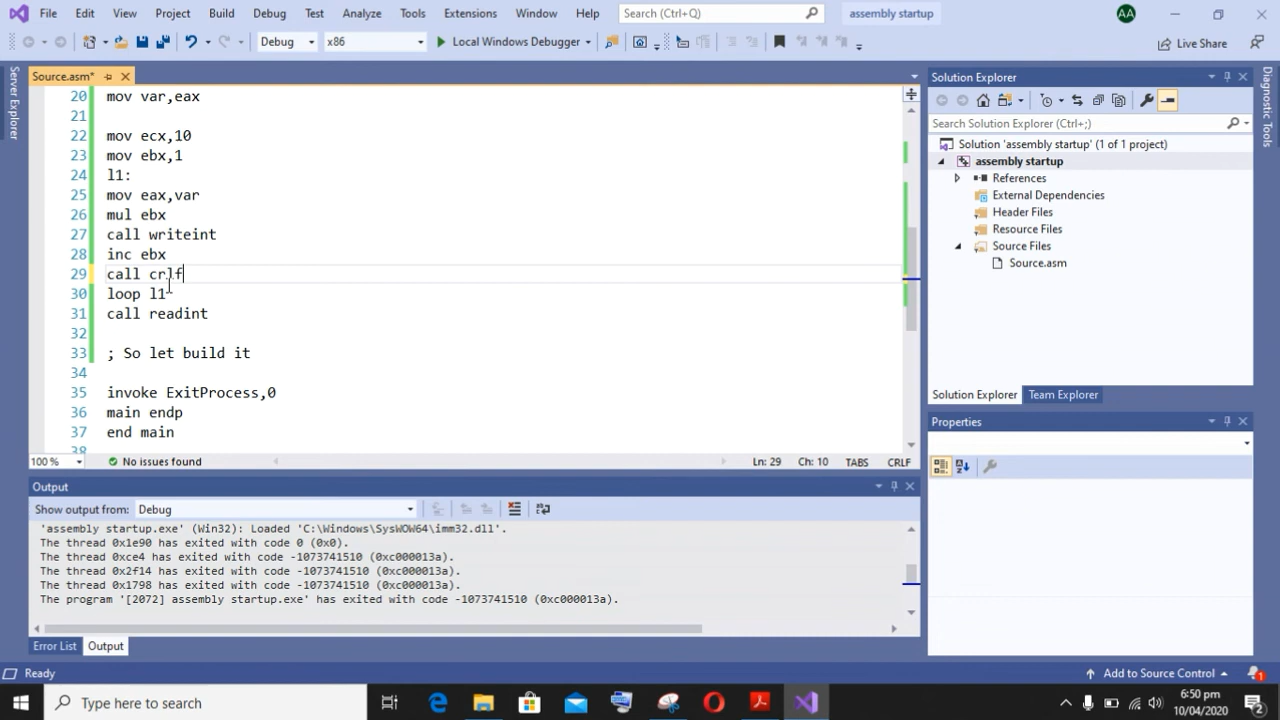 File Edit View Project Build Debug Test Analyze Tools Extensions Window Help Search (Ctrl+Q) assembly startup AA
Debug x86 Local Windows Debugger Live Share
Server Explorer
Source.asm*
20 mov var,eax
21
22 mov ecx,10
23 mov ebx,1
24 l1:
25 mov eax,var
26 mul ebx
27 call writeint
28 inc ebx
29 call crlf
30 loop l1
31 call readint
32
33 ; So let build it
34
35 invoke ExitProcess,0
36 main endp
37 end main
38
100 % No issues found Ln: 29 Ch: 10 TABS CRLF
Output
Show output from: Debug
'assembly startup.exe' (Win32): Loaded 'C:\Windows\SysWOW64\imm32.dll'.
The thread 0x1e90 has exited with code 0 (0x0).
The thread 0xce4 has exited with code -1073741510 (0xc000013a).
The thread 0x2f14 has exited with code -1073741510 (0xc000013a).
The thread 0x1798 has exited with code -1073741510 (0xc000013a).
The program '[2072] assembly startup.exe' has exited with code -1073741510 (0xc000013a).
Error List Output
Solution Explorer
Search Solution Explorer (Ctrl+;)
Solution 'assembly startup' (1 of 1 project)
assembly startup
References
External Dependencies
Header Files
Resource Files
Source Files
Source.asm
Solution Explorer Team Explorer
Properties
Diagnostic Tools
Ready Add to Source Control 1
Type here to search
6:50 pm
10/04/2020
2